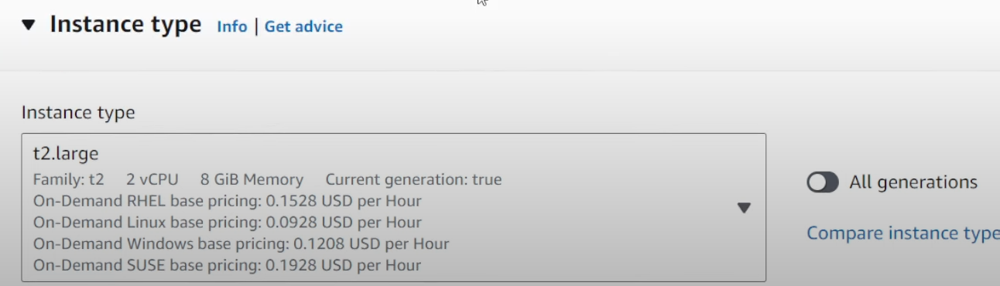 Instance type Info | Get advice
Instance type
t2.large
Family: t2 2 vCPU 8 GiB Memory Current generation: true
On-Demand RHEL base pricing: 0.1528 USD per Hour
On-Demand Linux base pricing: 0.0928 USD per Hour
On-Demand Windows base pricing: 0.1208 USD per Hour
On-Demand SUSE base pricing: 0.1928 USD per Hour
All generations
Compare instance type